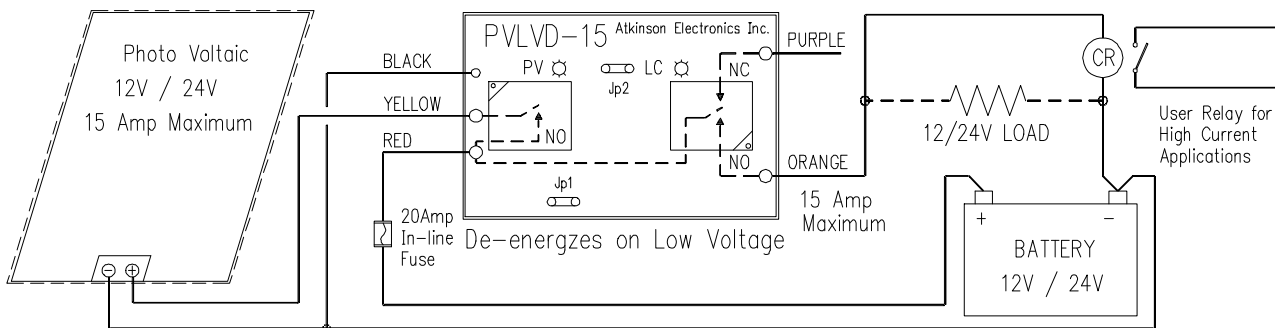 Photo Voltaic
12V / 24V
15 Amp Maximum
− +
BLACK
YELLOW
RED
20Amp
In-line
Fuse
PVLVD-15
Atkinson Electronics Inc.
PV
Jp2
LC
NC
NO
NO
Jp1
De-energzes on Low Voltage
PURPLE
ORANGE
15 Amp
Maximum
12/24V LOAD
CR
User Relay for
High Current
Applications
+ −
BATTERY
12V / 24V